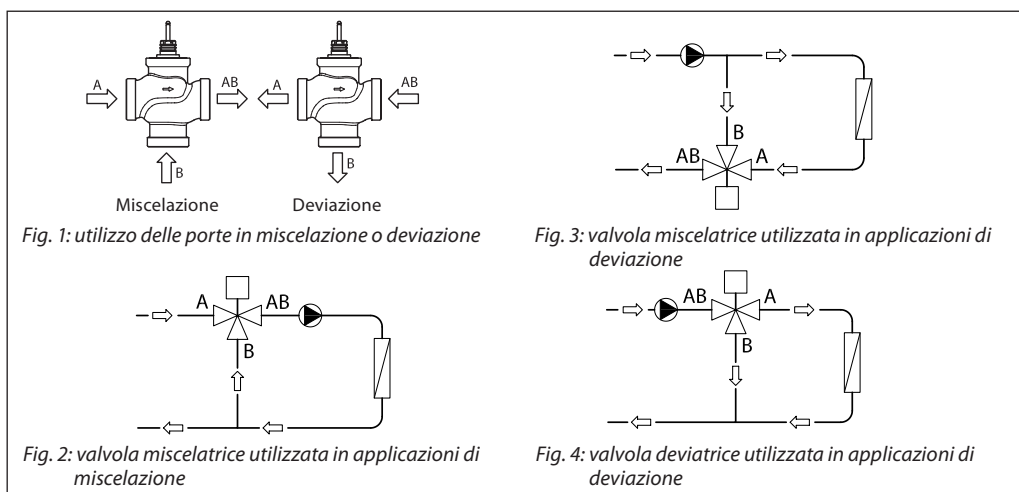 A
AB
B
Miscelazione
A
AB
B
Deviazione
Fig. 1: utilizzo delle porte in miscelazione o deviazione
A
AB
B
Fig. 2: valvola miscelatrice utilizzata in applicazioni di
miscelazione
B
AB
A
Fig. 3: valvola miscelatrice utilizzata in applicazioni di
deviazione
AB
A
B
Fig. 4: valvola deviatrice utilizzata in applicazioni di
deviazione